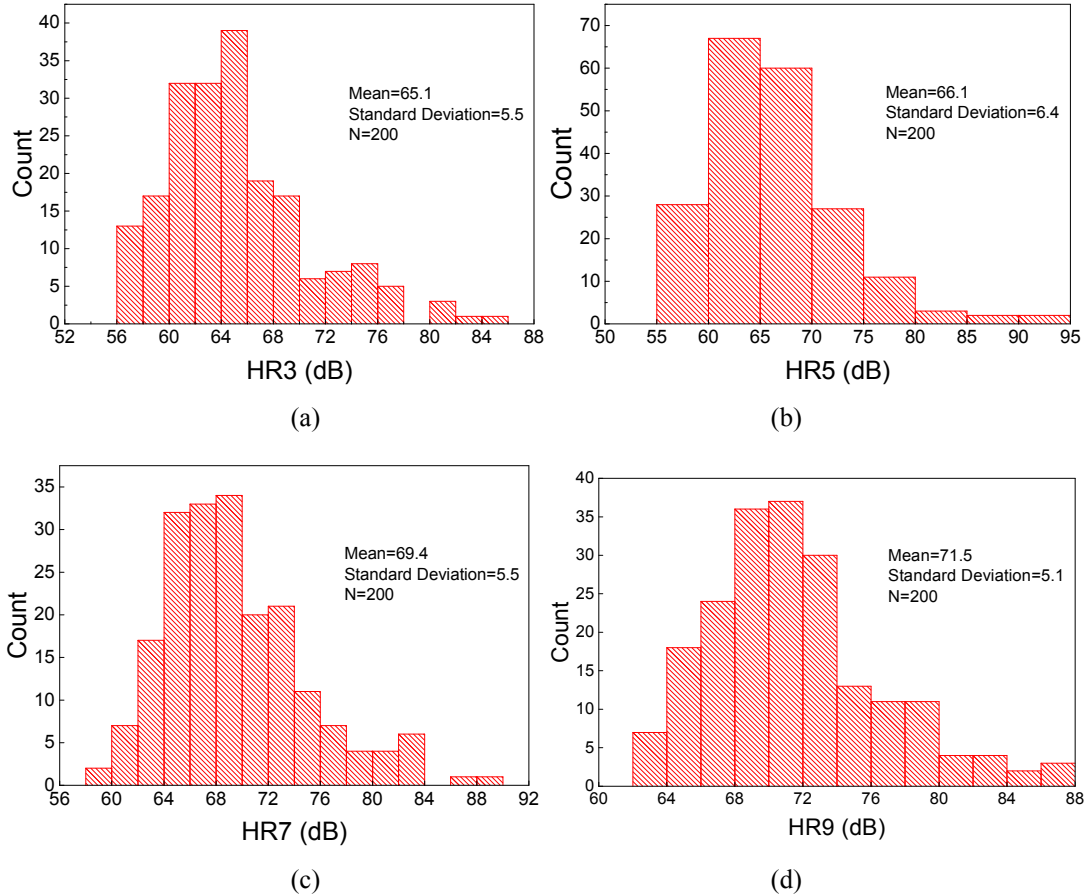 40
35
30
25
20
15
10
5
0
Count
Mean=65.1
Standard Deviation=5.5
N=200
52 56 60 64 68 72 76 80 84 88
HR3 (dB)
(a)
70
60
50
40
30
20
10
0
Count
Mean=66.1
Standard Deviation=6.4
N=200
50 55 60 65 70 75 80 85 90 95
HR5 (dB)
(b)
35
30
25
20
15
10
5
0
Count
Mean=69.4
Standard Deviation=5.5
N=200
56 60 64 68 72 76 80 84 88 92
HR7 (dB)
(c)
40
35
30
25
20
15
10
5
0
Count
Mean=71.5
Standard Deviation=5.1
N=200
60 64 68 72 76 80 84 88
HR9 (dB)
(d)